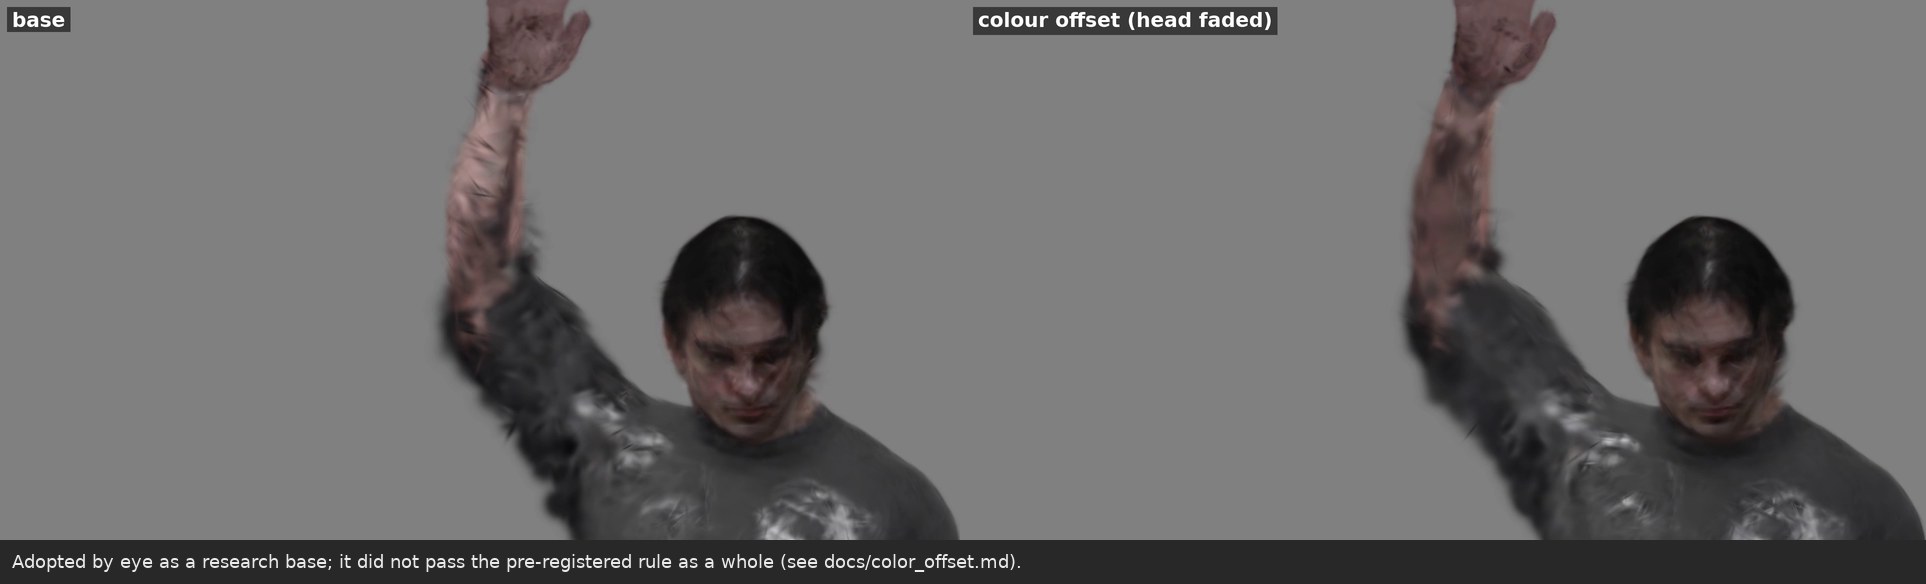 base
colour offset (head faded)
Adopted by eye as a research base; it did not pass the pre-registered rule as a whole (see docs/color_offset.md).